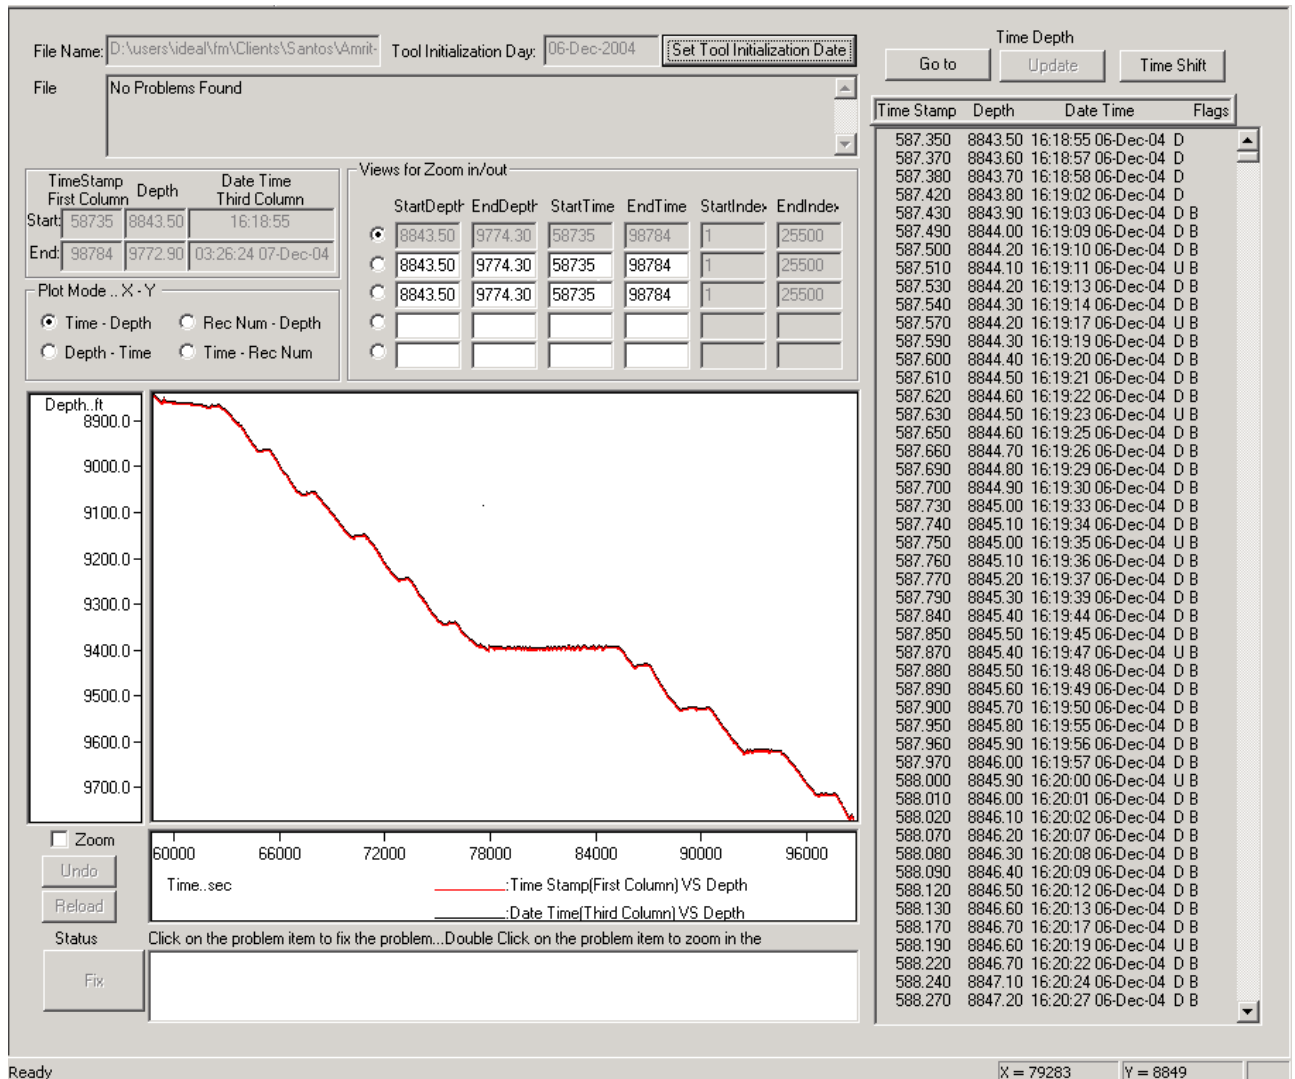 File Name: D:\users\ideal\fm\Clients\Santos\Amrit- Tool Initialization Day: 06-Dec-2004 Set Tool Initialization Date
File No Problems Found
TimeStamp First Column Depth Date Time Third Column
Start: 58735 8843.50 16:18:55
End: 98784 9772.90 03:26:24 07-Dec-04
Plot Mode .. X - Y
Time - Depth Rec Num - Depth
Depth - Time Time - Rec Num
Views for Zoom in/out
StartDepth EndDepth StartTime EndTime StartIndex EndIndex
8843.50 9774.30 58735 98784 1 25500
8843.50 9774.30 58735 98784 1 25500
8843.50 9774.30 58735 98784 1 25500
Depth..ft
8900.0
9000.0
9100.0
9200.0
9300.0
9400.0
9500.0
9600.0
9700.0
Zoom
Undo
Reload
60000 66000 72000 78000 84000 90000 96000
Time..sec :Time Stamp(First Column) VS Depth
:Date Time(Third Column) VS Depth
Status Click on the problem item to fix the problem...Double Click on the problem item to zoom in the
Fix
Time Depth
Go to Update Time Shift
Time Stamp Depth Date Time Flags
587.350 8843.50 16:18:55 06-Dec-04 D
587.370 8843.60 16:18:57 06-Dec-04 D
587.380 8843.70 16:18:58 06-Dec-04 D
587.420 8843.80 16:19:02 06-Dec-04 D
587.430 8843.90 16:19:03 06-Dec-04 D B
587.490 8844.00 16:19:09 06-Dec-04 D B
587.500 8844.20 16:19:10 06-Dec-04 D B
587.510 8844.10 16:19:11 06-Dec-04 U B
587.530 8844.20 16:19:13 06-Dec-04 D B
587.540 8844.30 16:19:14 06-Dec-04 D B
587.570 8844.20 16:19:17 06-Dec-04 U B
587.590 8844.30 16:19:19 06-Dec-04 D B
587.600 8844.40 16:19:20 06-Dec-04 D B
587.610 8844.50 16:19:21 06-Dec-04 D B
587.620 8844.60 16:19:22 06-Dec-04 D B
587.630 8844.50 16:19:23 06-Dec-04 U B
587.650 8844.60 16:19:25 06-Dec-04 D B
587.660 8844.70 16:19:26 06-Dec-04 D B
587.690 8844.80 16:19:29 06-Dec-04 D B
587.700 8844.90 16:19:30 06-Dec-04 D B
587.730 8845.00 16:19:33 06-Dec-04 D B
587.740 8845.10 16:19:34 06-Dec-04 D B
587.750 8845.00 16:19:35 06-Dec-04 U B
587.760 8845.10 16:19:36 06-Dec-04 D B
587.770 8845.20 16:19:37 06-Dec-04 D B
587.790 8845.30 16:19:39 06-Dec-04 D B
587.840 8845.40 16:19:44 06-Dec-04 D B
587.850 8845.50 16:19:45 06-Dec-04 D B
587.870 8845.40 16:19:47 06-Dec-04 U B
587.880 8845.50 16:19:48 06-Dec-04 D B
587.890 8845.60 16:19:49 06-Dec-04 D B
587.900 8845.70 16:19:50 06-Dec-04 D B
587.950 8845.80 16:19:55 06-Dec-04 D B
587.960 8845.90 16:19:56 06-Dec-04 D B
587.970 8846.00 16:19:57 06-Dec-04 D B
588.000 8845.90 16:20:00 06-Dec-04 U B
588.010 8846.00 16:20:01 06-Dec-04 D B
588.020 8846.10 16:20:02 06-Dec-04 D B
588.070 8846.20 16:20:07 06-Dec-04 D B
588.080 8846.30 16:20:08 06-Dec-04 D B
588.090 8846.40 16:20:09 06-Dec-04 D B
588.120 8846.50 16:20:12 06-Dec-04 D B
588.130 8846.60 16:20:13 06-Dec-04 D B
588.170 8846.70 16:20:17 06-Dec-04 D B
588.190 8846.60 16:20:19 06-Dec-04 U B
588.220 8846.70 16:20:22 06-Dec-04 D B
588.240 8847.10 16:20:24 06-Dec-04 D B
588.270 8847.20 16:20:27 06-Dec-04 D B
Ready X = 79283 Y = 8849